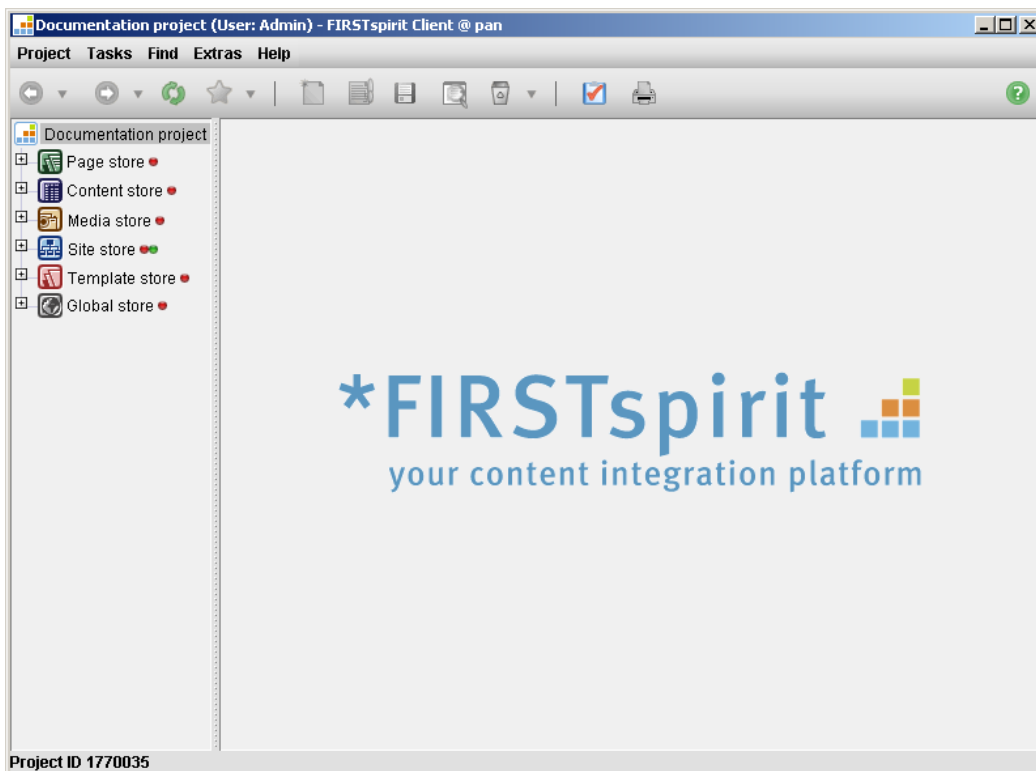 Documentation project (User: Admin) - FIRSTspirit Client @ pan
Project Tasks Find Extras Help
Documentation project
Page store
Content store
Media store
Site store
Template store
Global store
*FIRSTspirit
your content integration platform
Project ID 1770035